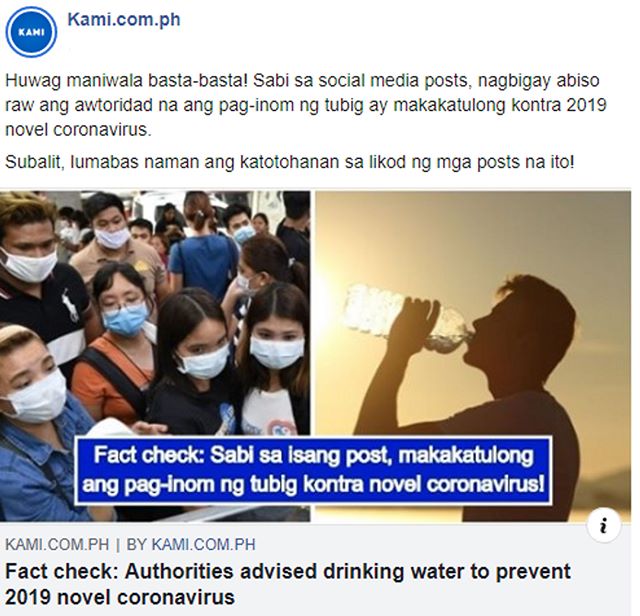 KAMI
Kami.com.ph
Huwag maniwala basta-basta! Sabi sa social media posts, nagbigay abiso
raw ang awtoridad na ang pag-inom ng tubig ay makakatulong kontra 2019
novel coronavirus.
Subalit, lumabas naman ang katotohanan sa likod ng mga posts na ito!
Fact check: Sabi sa isang post, makakatulong
ang pag-inom ng tubig kontra novel coronavirus!
i
KAMI.COM.PH | BY KAMI.COM.PH
Fact check: Authorities advised drinking water to prevent
2019 novel coronavirus